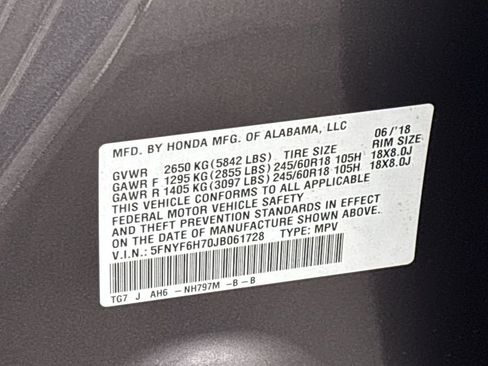 MFD. BY HONDA MFG. OF ALABAMA, LLC 06/'18
GVWR 2650 KG (5842 LBS) TIRE SIZE RIM SIZE
GAWR F 1295 KG (2855 LBS) 245/60R18 105H 18X8.0J
GAWR R 1405 KG (3097 LBS) 245/60R18 105H 18X8.0J
THIS VEHICLE CONFORMS TO ALL APPLICABLE
FEDERAL MOTOR VEHICLE SAFETY
AND THEFT PREVENTION STANDARDS IN EFFECT
ON THE DATE OF MANUFACTURE SHOWN ABOVE.
V.I.N.: 5FNYF6H70JB061728 TYPE: MPV
TG7 J AH6 -NH797M -B-B